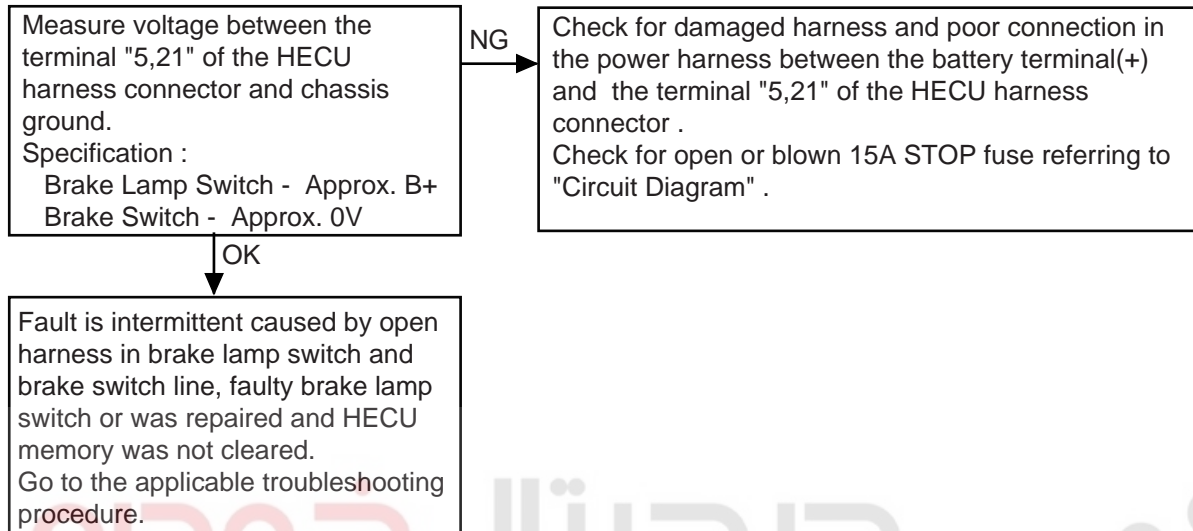 Measure voltage between the
terminal "5,21" of the HECU
harness connector and chassis
ground.
Specification :
Brake Lamp Switch - Approx. B+
Brake Switch - Approx. 0V
NG
Check for damaged harness and poor connection in
the power harness between the battery terminal(+)
and the terminal "5,21" of the HECU harness
connector .
Check for open or blown 15A STOP fuse referring to
"Circuit Diagram" .
OK
Fault is intermittent caused by open
harness in brake lamp switch and
brake switch line, faulty brake lamp
switch or was repaired and HECU
memory was not cleared.
Go to the applicable troubleshooting
procedure.